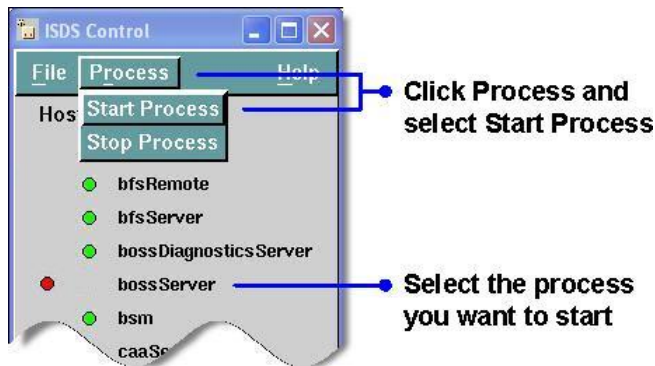 ISDS Control
File Process Help
Start Process
Stop Process
bfsRemote
bfsServer
bossDiagnosticsServer
bossServer
bsm
Click Process and
select Start Process
Select the process
you want to start